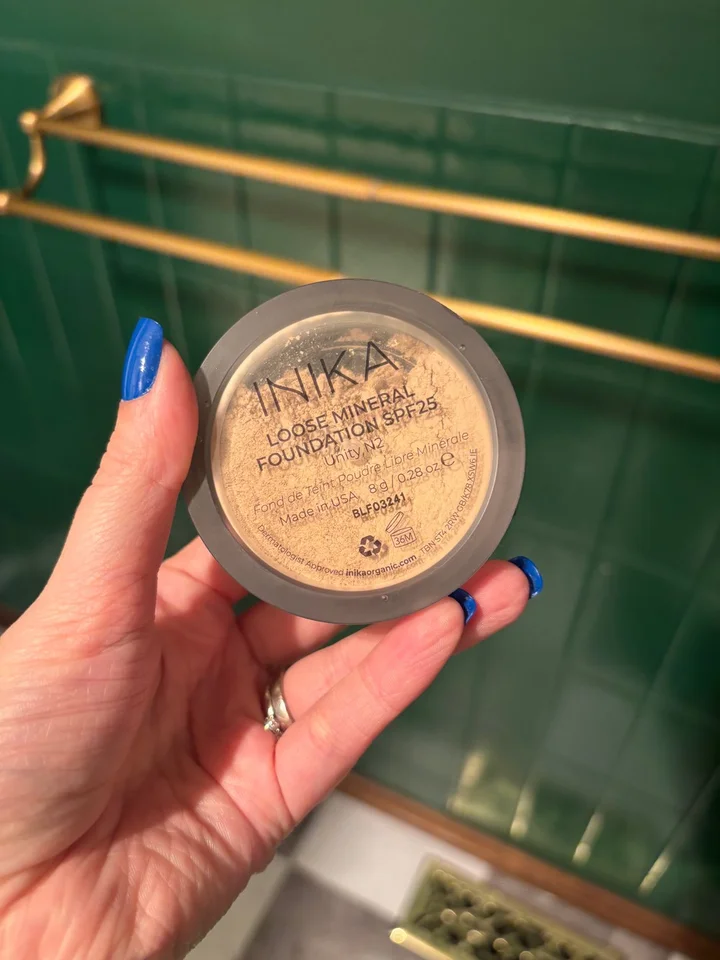 INIKA
LOOSE MINERAL
FOUNDATION SPF25
Unity N2
Fond de Teint Poudre Libre Minérale
Made in USA. 8 g / 0.28 oz ℮
BLF03241
36M
Dermatologist Approved inikaorganic.com